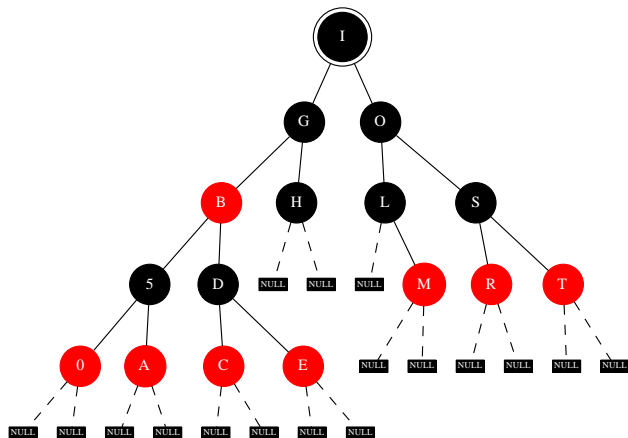 I
G O
B H L S
5 D NULL NULL NULL M R T
0 A C E NULL NULL NULL NULL NULL NULL
NULL NULL NULL NULL NULL NULL NULL NULL